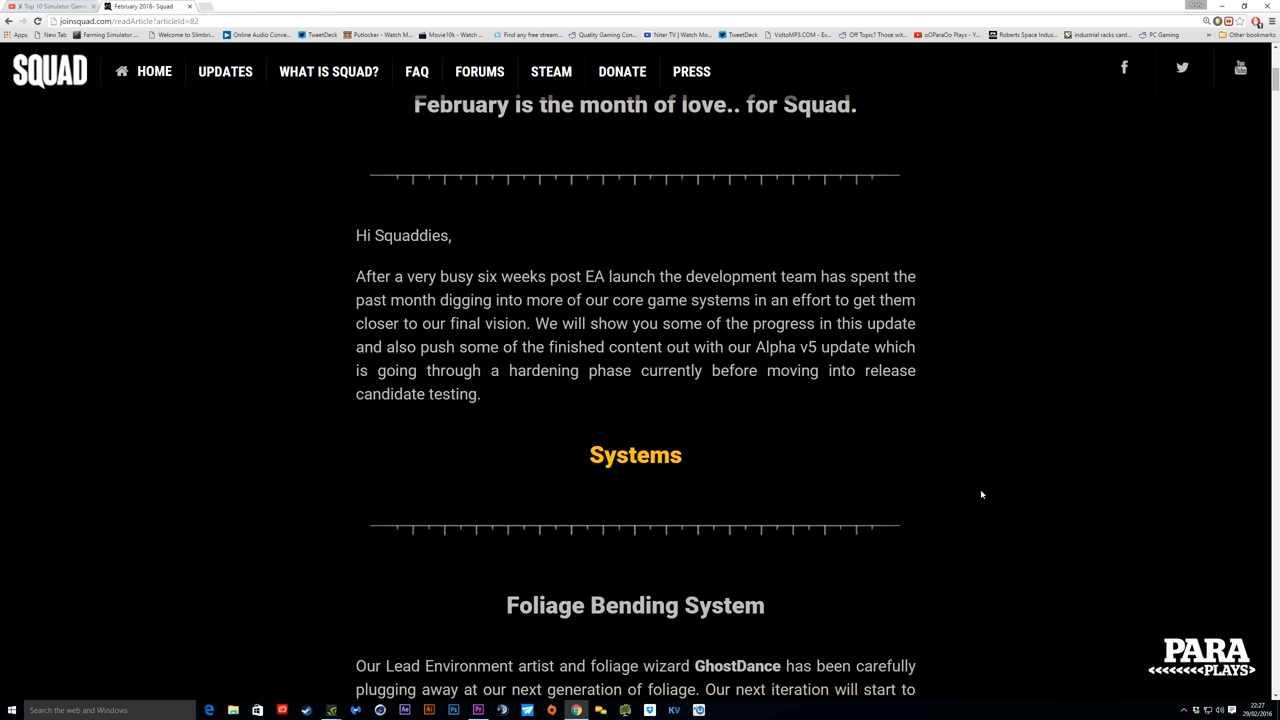 Top 10 Simulator Game
February 2016- Squad
joinsquad.com/readArticle?articleId=82
Apps
New Tab
Farming Simulator...
Welcome to Slimbri...
Online Audio Conve...
TweetDeck
Putlocker - Watch M...
Movie10k - Watch ...
Find any free stream...
Quality Gaming Con...
Niter TV | Watch Mo...
TweetDeck
VidtoMP3.COM - Ex...
Off Topic? Those wit...
oOParaOo Plays - Y...
Roberts Space Indus...
industrial racks card...
PC Gaming
Other bookmarks
SQUAD
HOME
UPDATES
WHAT IS SQUAD?
FAQ
FORUMS
STEAM
DONATE
PRESS
You
Tube
February is the month of love.. for Squad.
Hi Squaddies,
After a very busy six weeks post EA launch the development team has spent the
past month digging into more of our core game systems in an effort to get them
closer to our final vision. We will show you some of the progress in this update
and also push some of the finished content out with our Alpha v5 update which
is going through a hardening phase currently before moving into release
candidate testing.
Systems
Foliage Bending System
Our Lead Environment artist and foliage wizard GhostDance has been carefully
plugging away at our next generation of foliage. Our next iteration will start to
PARA
PLAYS
Search the web and Windows
Ae
Ai
Ps
Pr
KV
22:27
29/02/2016